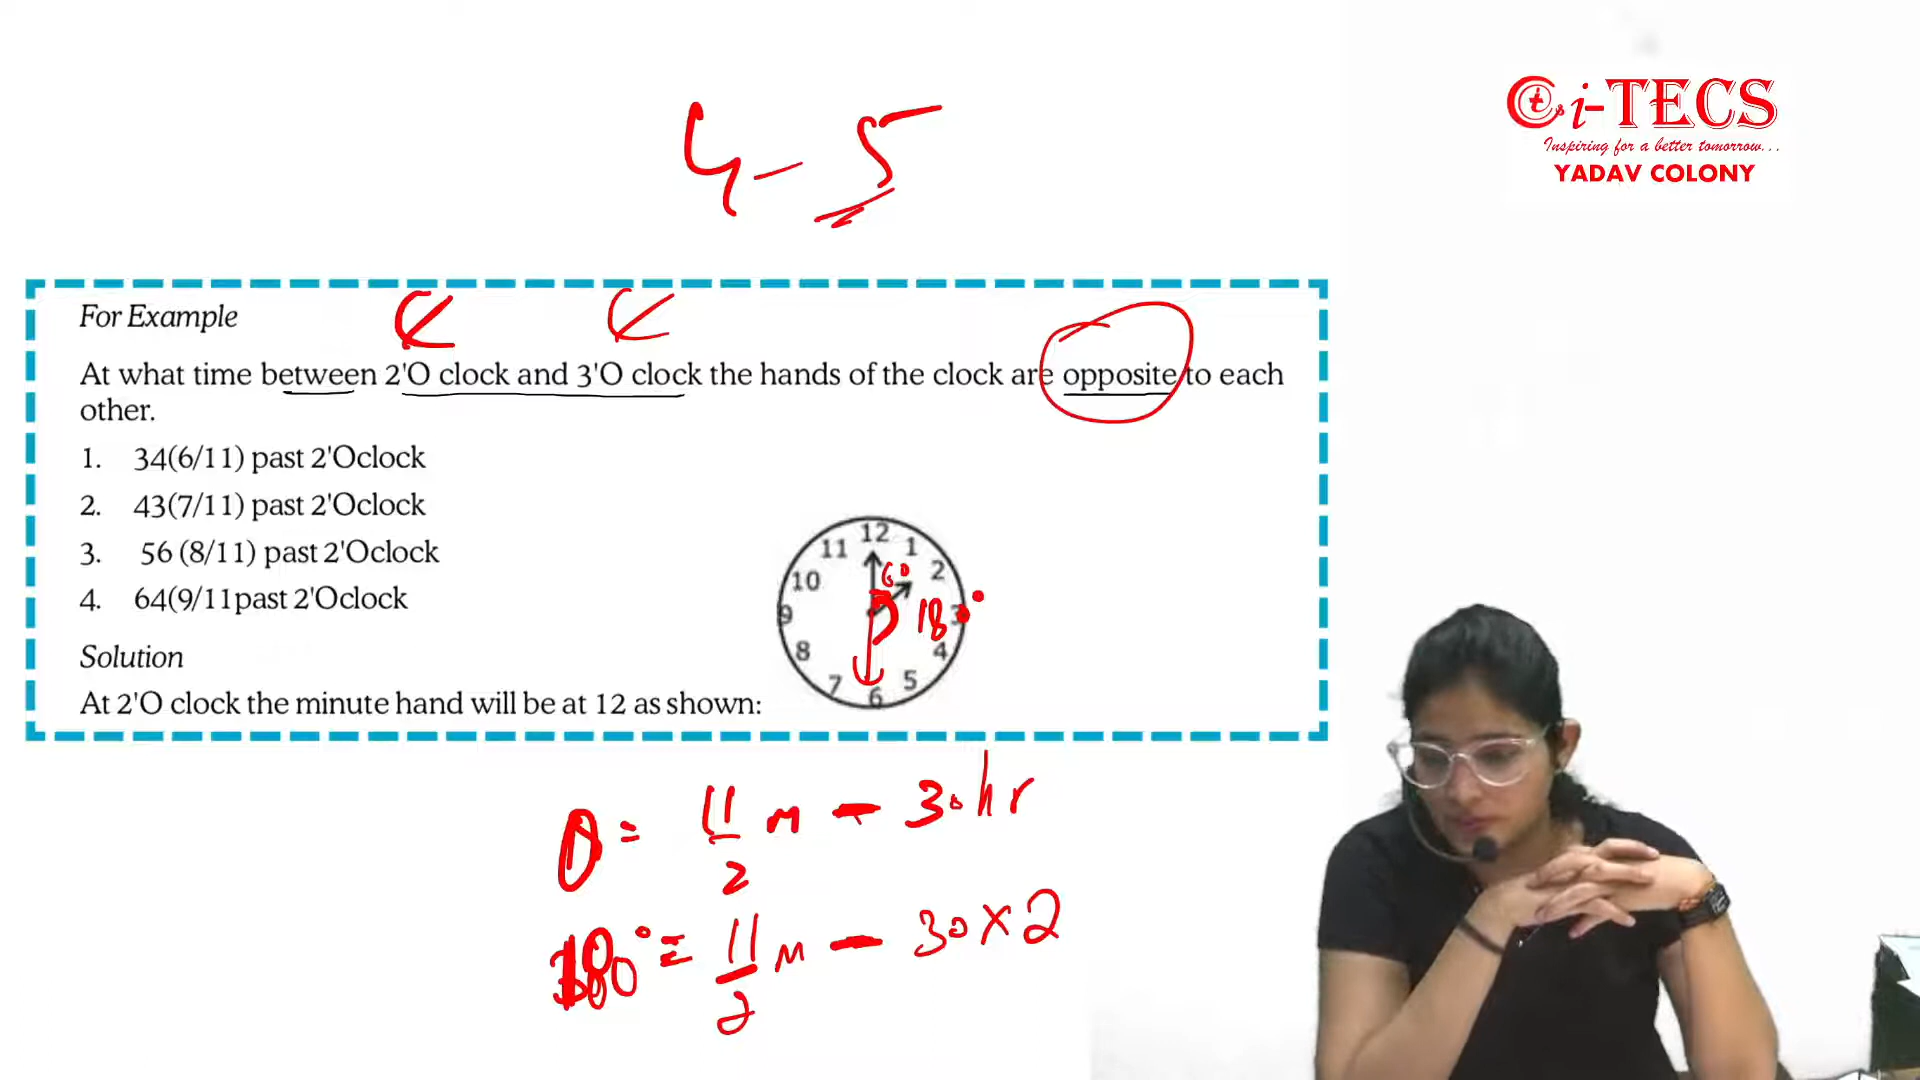 4 - 5
i-TECS
Inspiring for a better tomorrow...
YADAV COLONY
For Example
At what time between 2'O clock and 3'O clock the hands of the clock are opposite to each
other.
1. 34(6/11) past 2'Oclock
2. 43(7/11) past 2'Oclock
3. 56 (8/11) past 2'Oclock
4. 64(9/11past 2'Oclock
12
11 1
10 60 2
9 180° 3
8 4
7 5
6
Solution
At 2'O clock the minute hand will be at 12 as shown:
θ = 11/2 m - 30hr
180° = 11/2 m - 30×2